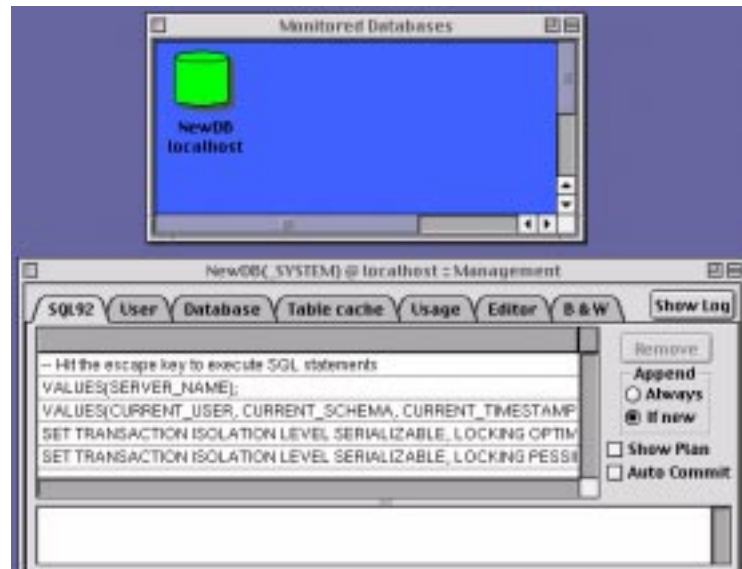 Monitored Databases
NewDB
localhost
NewDB(_SYSTEM) @ localhost :: Management
SQL92 User Database Table cache Usage Editor B & W Show Log
-- Hit the escape key to execute SQL statements
VALUES(SERVER_NAME);
VALUES(CURRENT_USER, CURRENT_SCHEMA, CURRENT_TIMESTAMP
SET TRANSACTION ISOLATION LEVEL SERIALIZABLE, LOCKING OPTIM
SET TRANSACTION ISOLATION LEVEL SERIALIZABLE, LOCKING PESSI
Remove
Append
Always
If new
Show Plan
Auto Commit